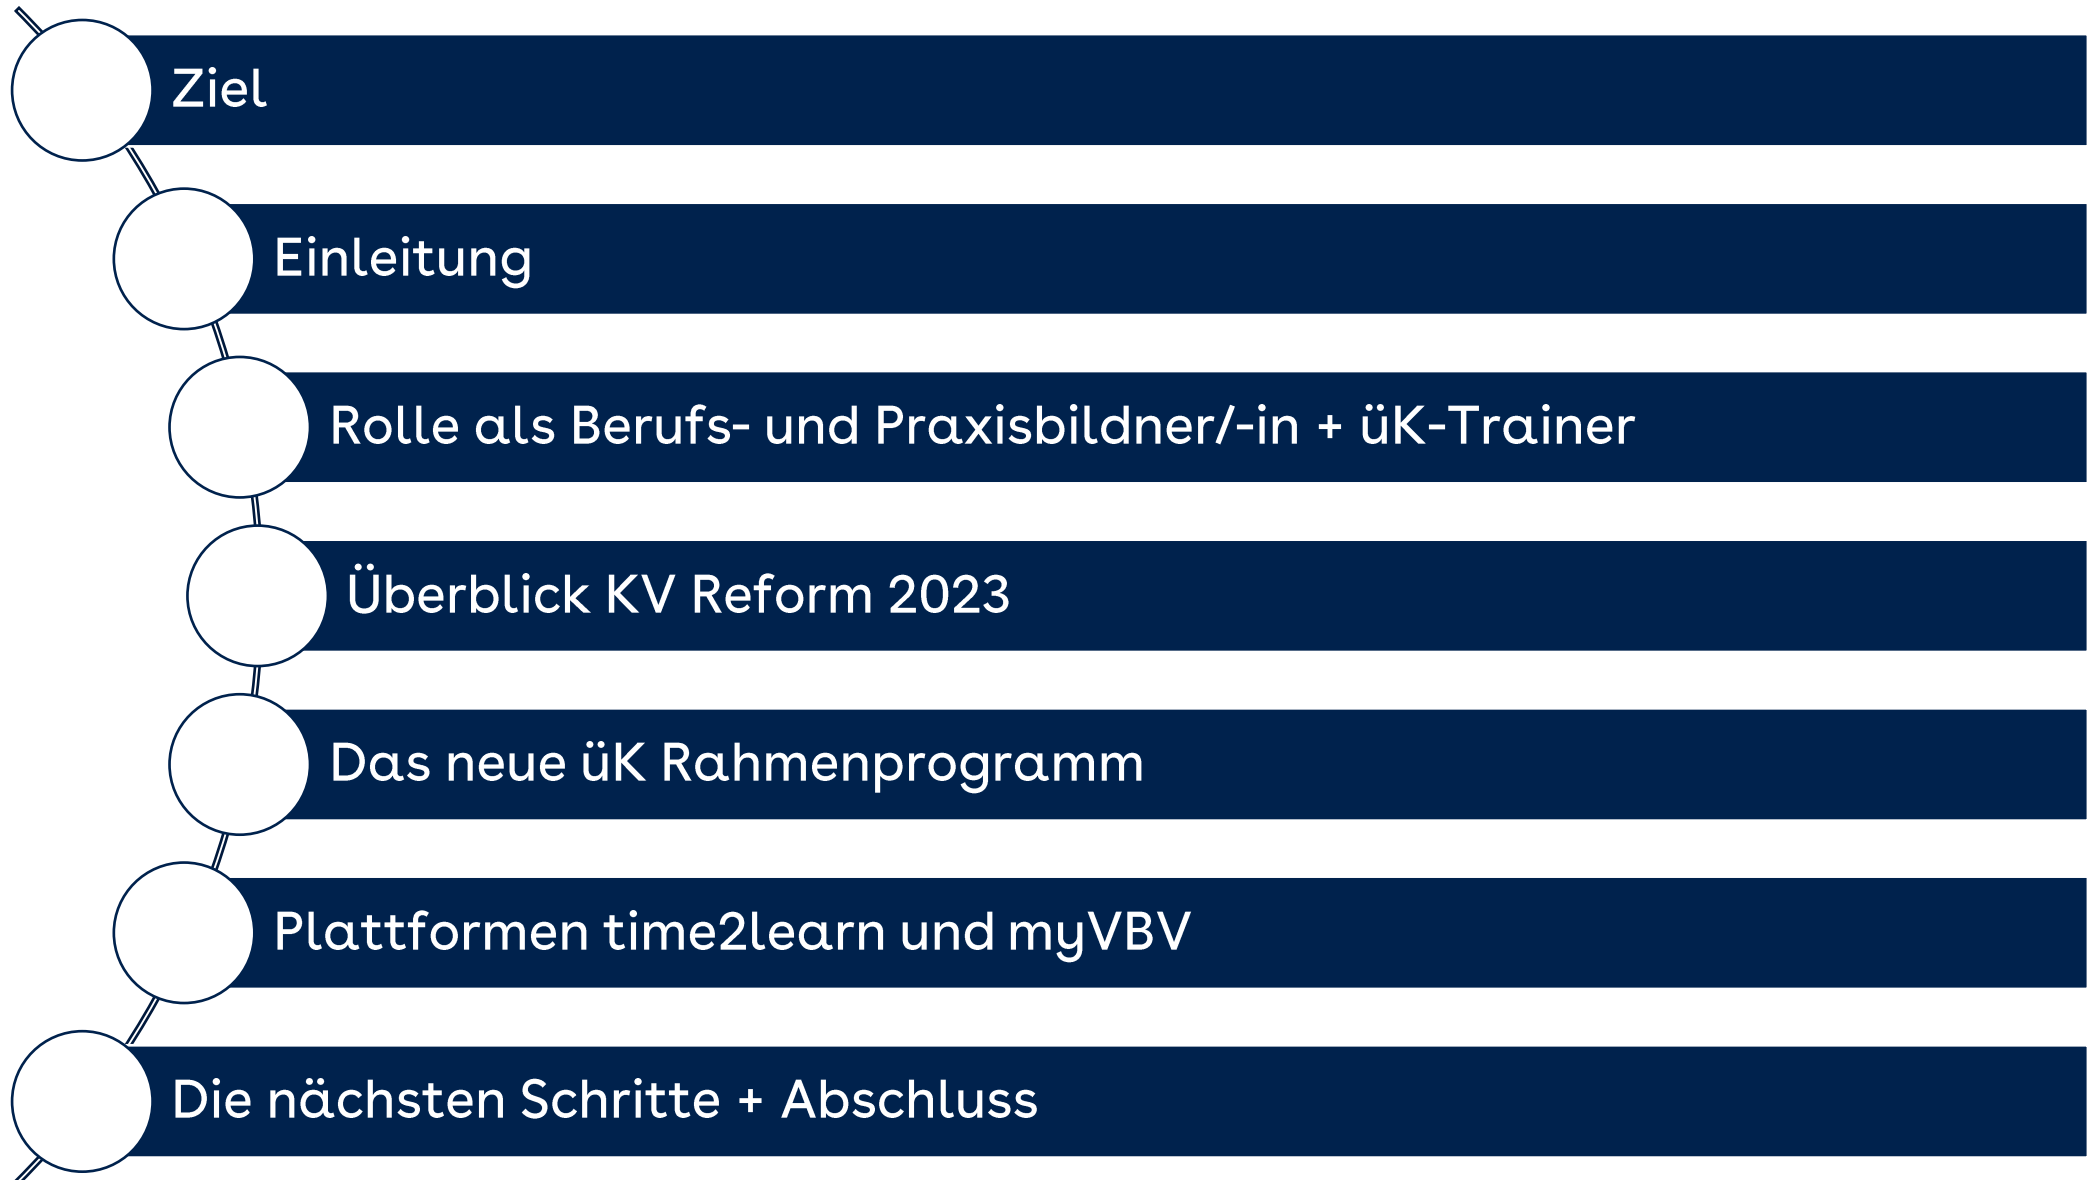 Ziel
Einleitung
Rolle als Berufs- und Praxisbildner/-in + üK-Trainer
Überblick KV Reform 2023
Das neue üK Rahmenprogramm
Plattformen time2learn und myVBV
Die nächsten Schritte + Abschluss